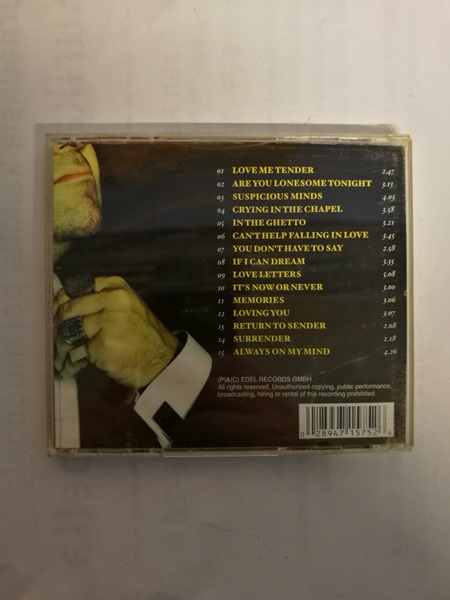 01 LOVE ME TENDER 2.47
02 ARE YOU LONESOME TONIGHT 3.13
03 SUSPICIOUS MINDS 4.03
04 CRYING IN THE CHAPEL 3.58
05 IN THE GHETTO 3.21
06 CAN'T HELP FALLING IN LOVE 3.45
07 YOU DON'T HAVE TO SAY 2.58
08 IF I CAN DREAM 3.33
09 LOVE LETTERS 5.08
10 IT'S NOW OR NEVER 3.00
11 MEMORIES 3.06
12 LOVING YOU 3.07
13 RETURN TO SENDER 2.08
14 SURRENDER 2.18
15 ALWAYS ON MY MIND 4.26
(P)&(C) EDEL RECORDS GMBH.
All rights reserved. Unauthorized copying, public performance,
broadcasting, hiring or rental of this recording prohibited.
0 28947 15752 6